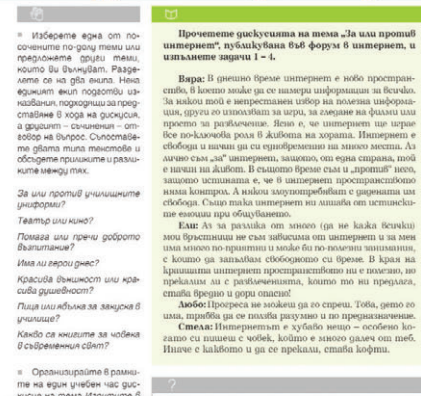 Изберете една от по-
сочените по-долу теми или
предложете други теми,
които ви вълнуват. Разде-
лете се на два екипа. Нека
единият екип подготви из-
казвания, подходящи за пред-
ставяне в хода на дискусия,
а другият – съчинения – от-
говор на въпрос. Съпоставе-
те двата типа текстове и
обсъдете приликите и разли-
ките между тях.
За или против училищните
униформи?
Театър или кино?
Помага или пречи доброто
възпитание?
Има ли герои днес?
Красива външност или кра-
сива душевност?
Пица или ябълка за закуска в
училище?
Какво са книгите за човека
в съвременния свят?
Организирайте в рамки-
те на един учебен час дис-
кусия на тема
Прочетете дискусията на тема „За или против
интернет“, публикувана във форум в интернет, и
изпълнете задачи 1 – 4.
Вяра: В днешно време интернет е ново простран-
ство, в което може да се намери информация за всичко.
За някои той е непрестанен извор на полезна информа-
ция, други го използват за игри, за гледане на филми или
просто за развлечение. Ясно е, че интернет ще играе
все по-ключова роля в живота на хората. Интернет е
свобода и начин да си едновременно на много места. Аз
лично съм „за“ интернет, защото, от една страна, той
е начин на живот. В същото време съм и „против“ него,
защото истината е, че в интернет пространството
няма контрол. А някои злоупотребяват с дадената им
свобода. Също така интернет ни лишава от истински-
те емоции при общуването.
Ели: Аз за разлика от много (да не кажа всички)
мои връстници не съм зависима от интернет и за мен
има много по-приятни и може би по-полезни занимания,
с които да запълвам свободното си време. В края на
краищата интернет пространството ни е полезно, но
прекалим ли с развлеченията, които то ни предлага,
става вредно и дори опасно!
Любо: Прогреса не можеш да го спреш. Това, дето го
има, трябва да се ползва разумно и по предназначение.
Стела: Интернетът е хубаво нещо – особено ко-
гато си пишеш с човек, който е много далеч от теб.
Иначе с каквото и да се прекали, става кофти.
?